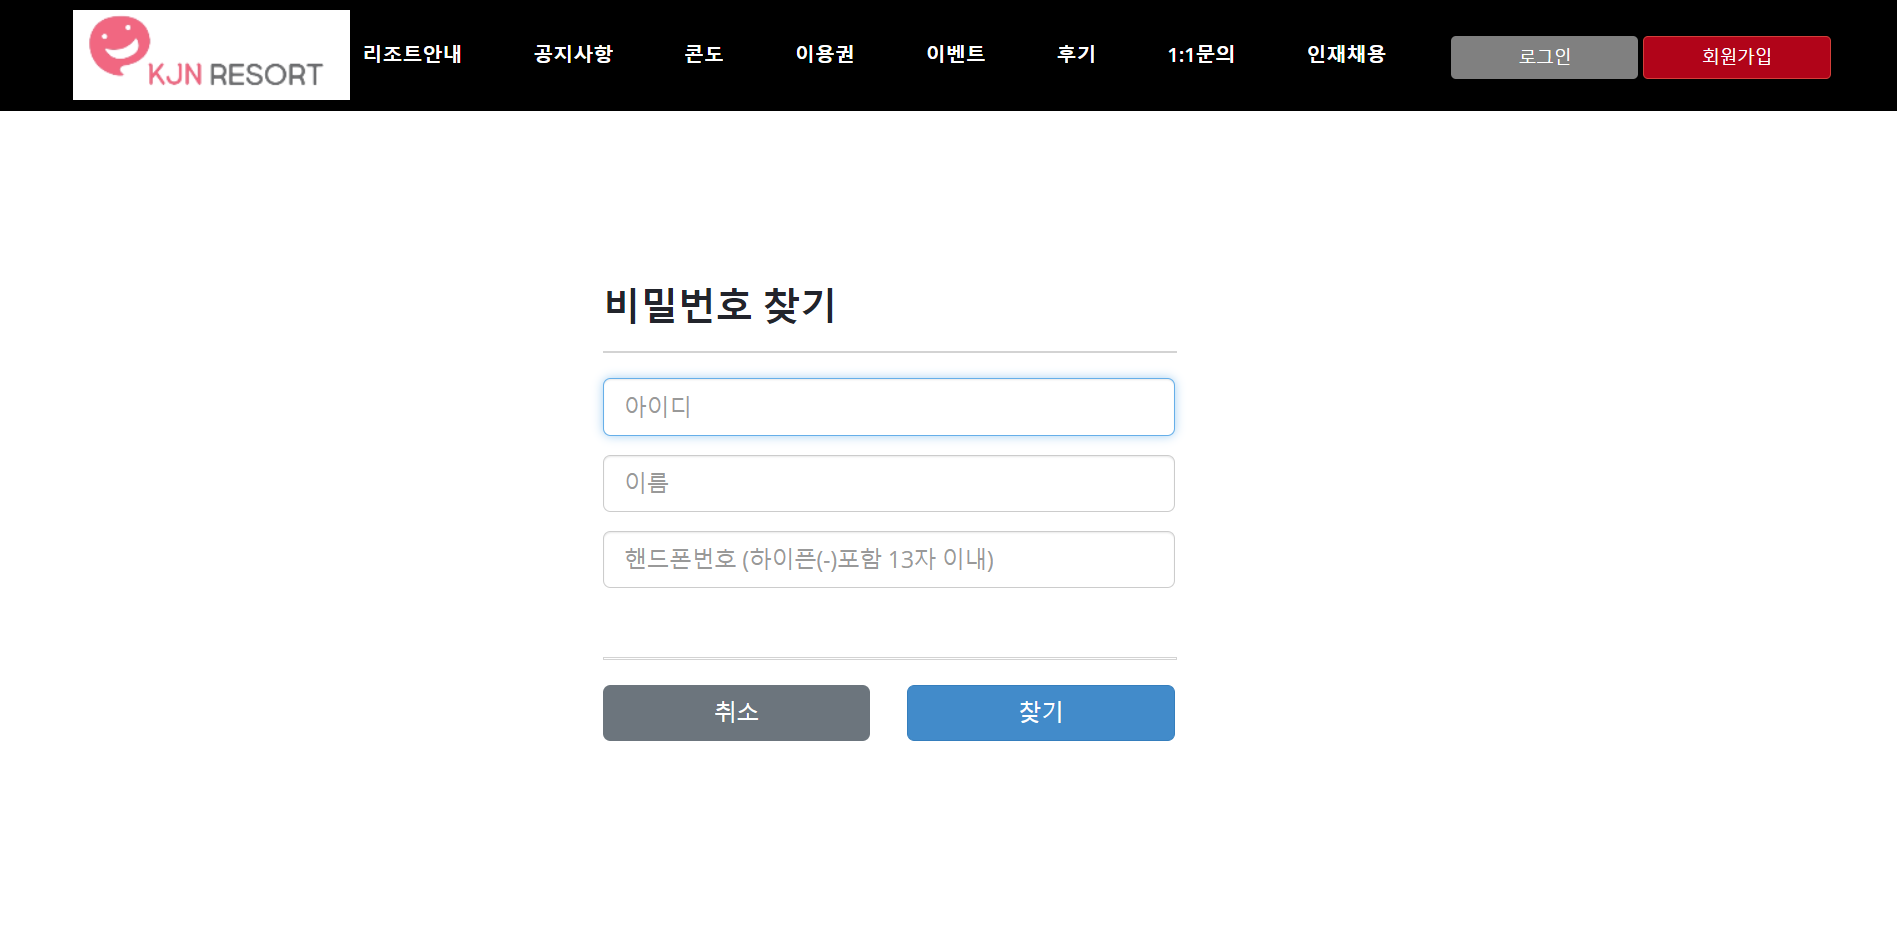 KJN RESORT
리조트안내 공지사항 콘도 이용권 이벤트 후기 1:1문의 인재채용 로그인 회원가입
비밀번호 찾기
아이디
이름
핸드폰번호 (하이픈(-)포함 13자 이내)
취소 찾기